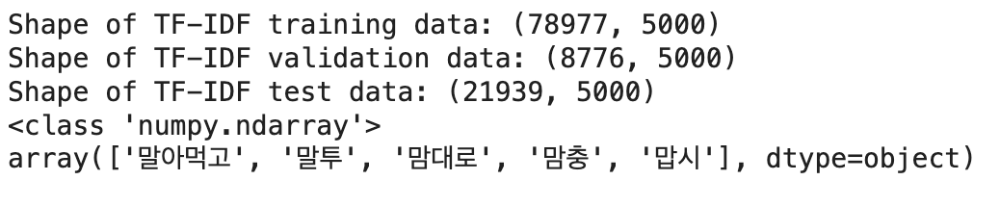 Shape of TF-IDF training data: (78977, 5000)
Shape of TF-IDF validation data: (8776, 5000)
Shape of TF-IDF test data: (21939, 5000)
<class 'numpy.ndarray'>
array(['말아먹고', '말투', '맘대로', '맘충', '맙시'], dtype=object)